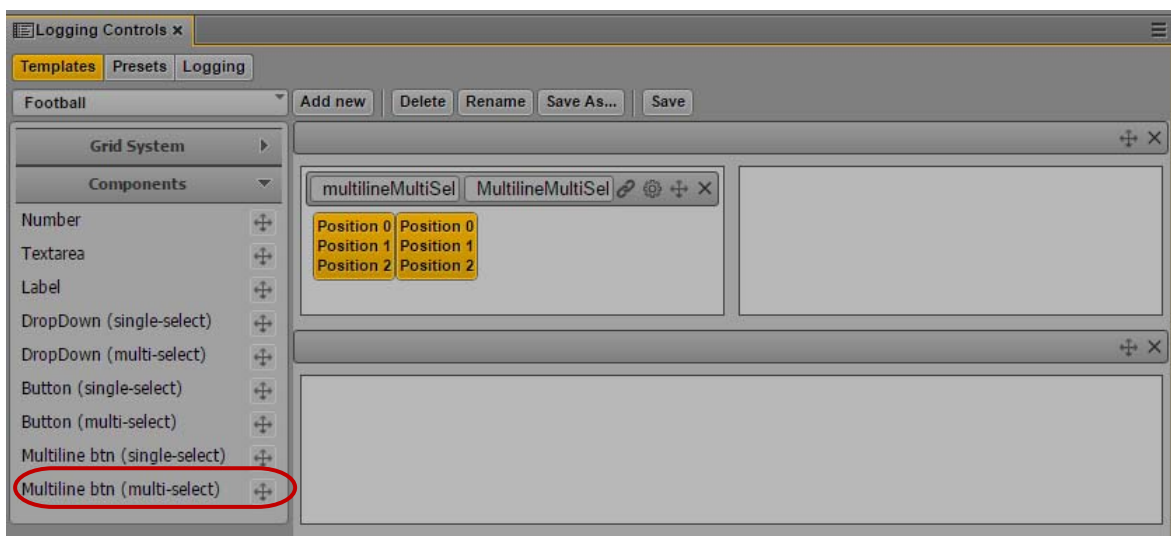 Logging Controls x
Templates Presets Logging
Football Add new Delete Rename Save As... Save
Grid System
Components
Number
Textarea
Label
DropDown (single-select)
DropDown (multi-select)
Button (single-select)
Button (multi-select)
Multiline btn (single-select)
Multiline btn (multi-select)
multilineMultiSel MultilineMultiSel
Position 0 Position 0
Position 1 Position 1
Position 2 Position 2